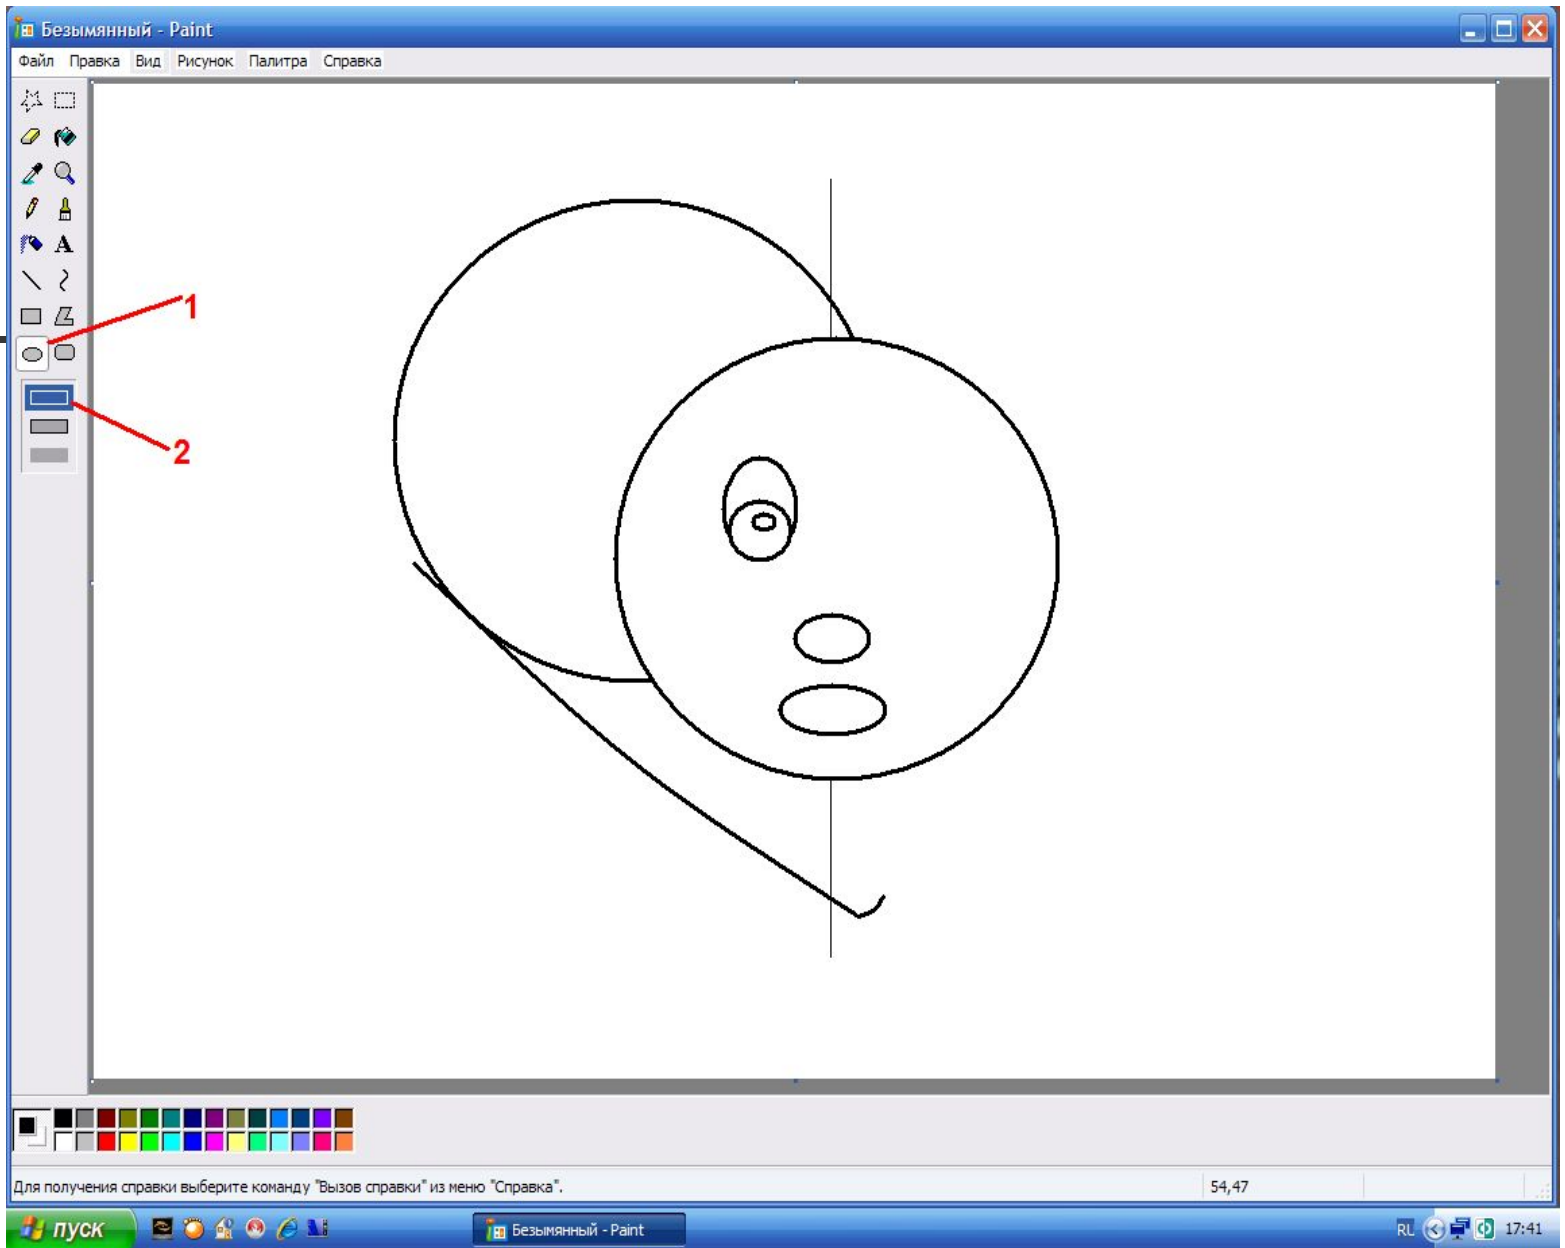 Безымянный - Paint
Файл Правка Вид Рисунок Палитра Справка
A
1
2
Для получения справки выберите команду "Вызов справки" из меню "Справка".
54,47
пуск
Безымянный - Paint
RL
17:41